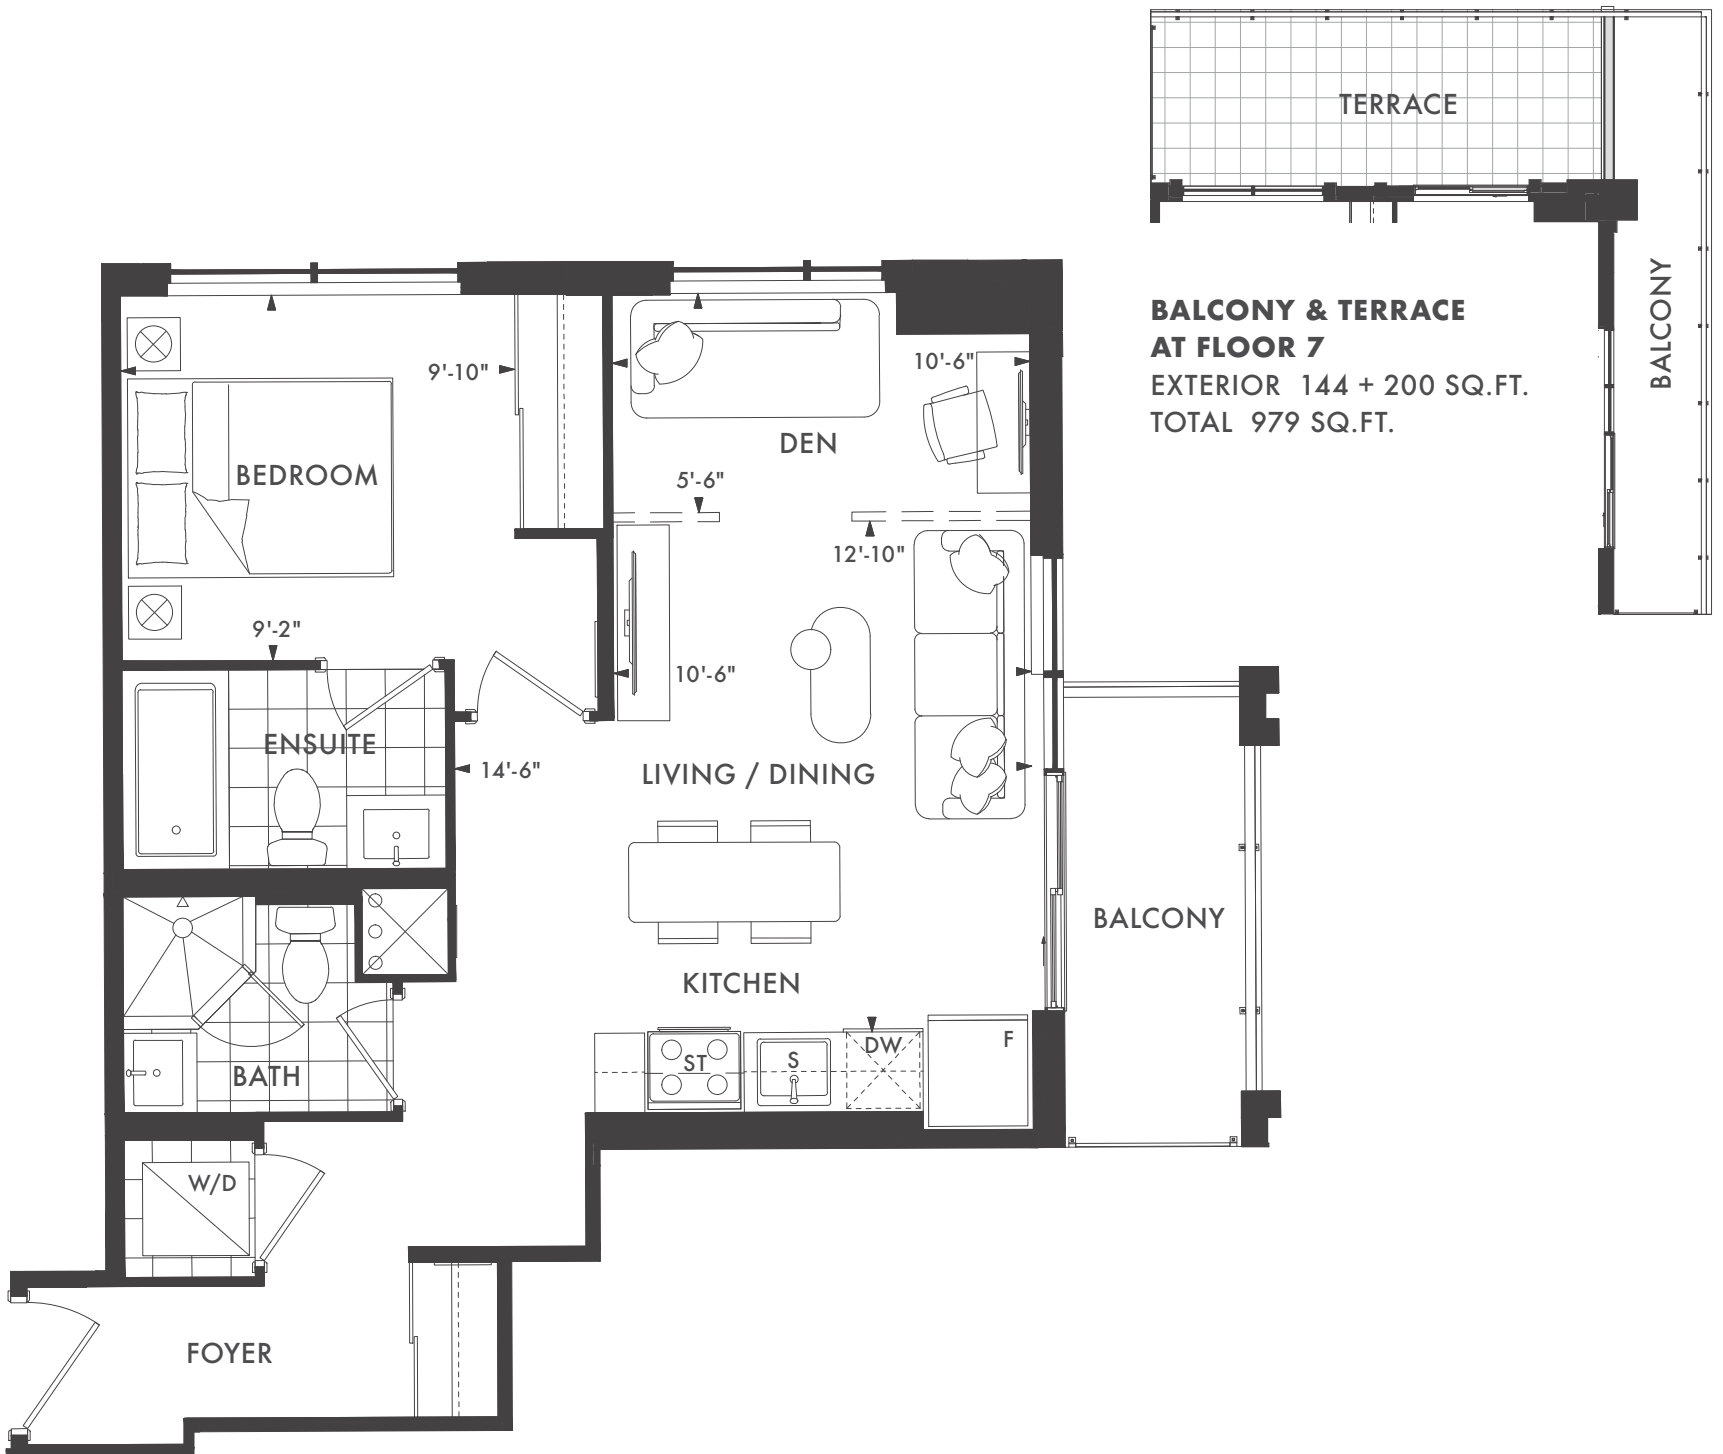 TERRACE
BALCONY
BALCONY & TERRACE
AT FLOOR 7
EXTERIOR 144 + 200 SQ.FT.
TOTAL 979 SQ.FT.
9'-10"
10'-6"
DEN
BEDROOM
5'-6"
12'-10"
9'-2"
10'-6"
ENSUITE
14'-6"
LIVING / DINING
BALCONY
KITCHEN
ST
S
DW
F
BATH
W/D
FOYER